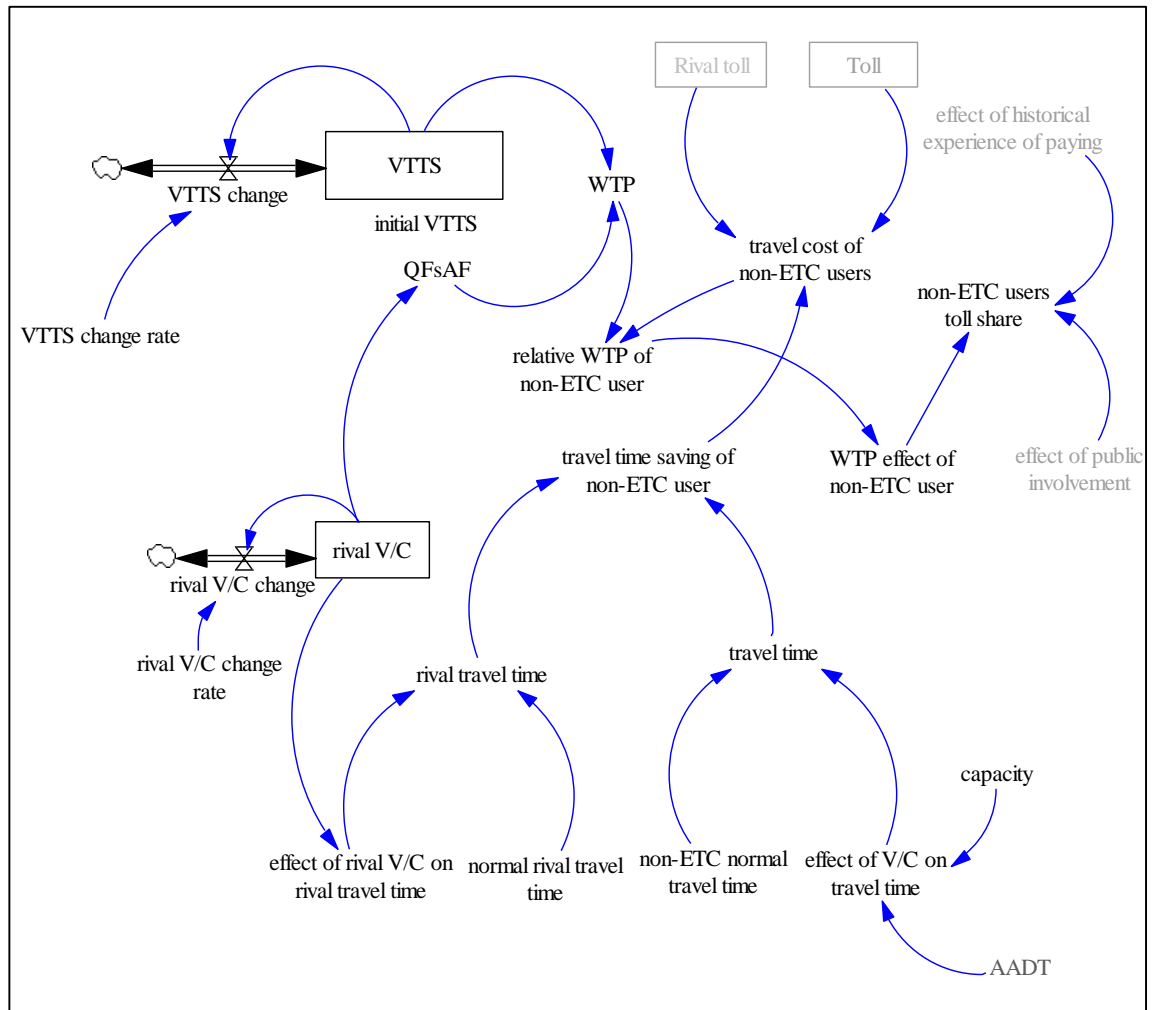 Rival toll
Toll
effect of historical
experience of paying
VTTS
WTP
VTTS change
initial VTTS
QFsAF
travel cost of
non-ETC users
non-ETC users
toll share
VTTS change rate
relative WTP of
non-ETC user
travel time saving of
non-ETC user
WTP effect of
non-ETC user
effect of public
involvement
rival V/C
rival V/C change
rival V/C change
rate
rival travel time
travel time
capacity
effect of rival V/C on
rival travel time
normal rival travel
time
non-ETC normal
travel time
effect of V/C on
travel time
AADT